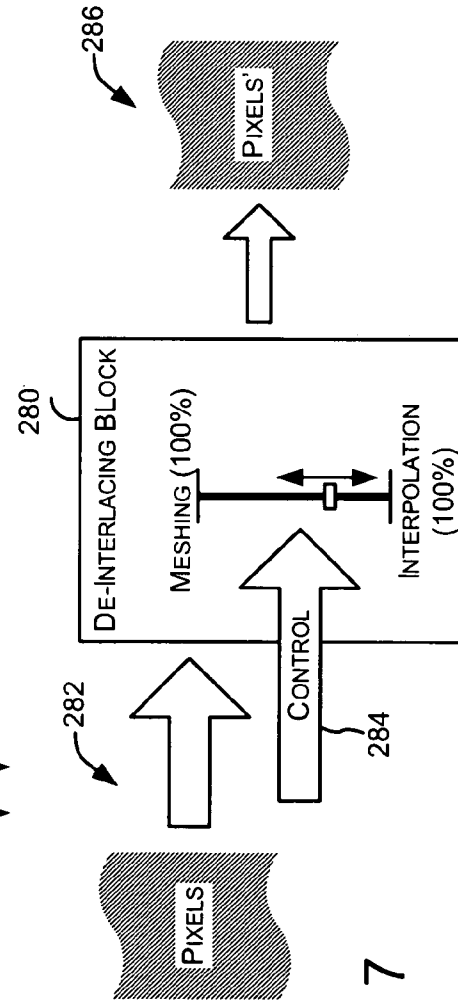 280
DE-INTERLACING BLOCK
282
286
MESHING (100%)
PIXELS
PIXELS'
CONTROL
284
INTERPOLATION
(100%)
7